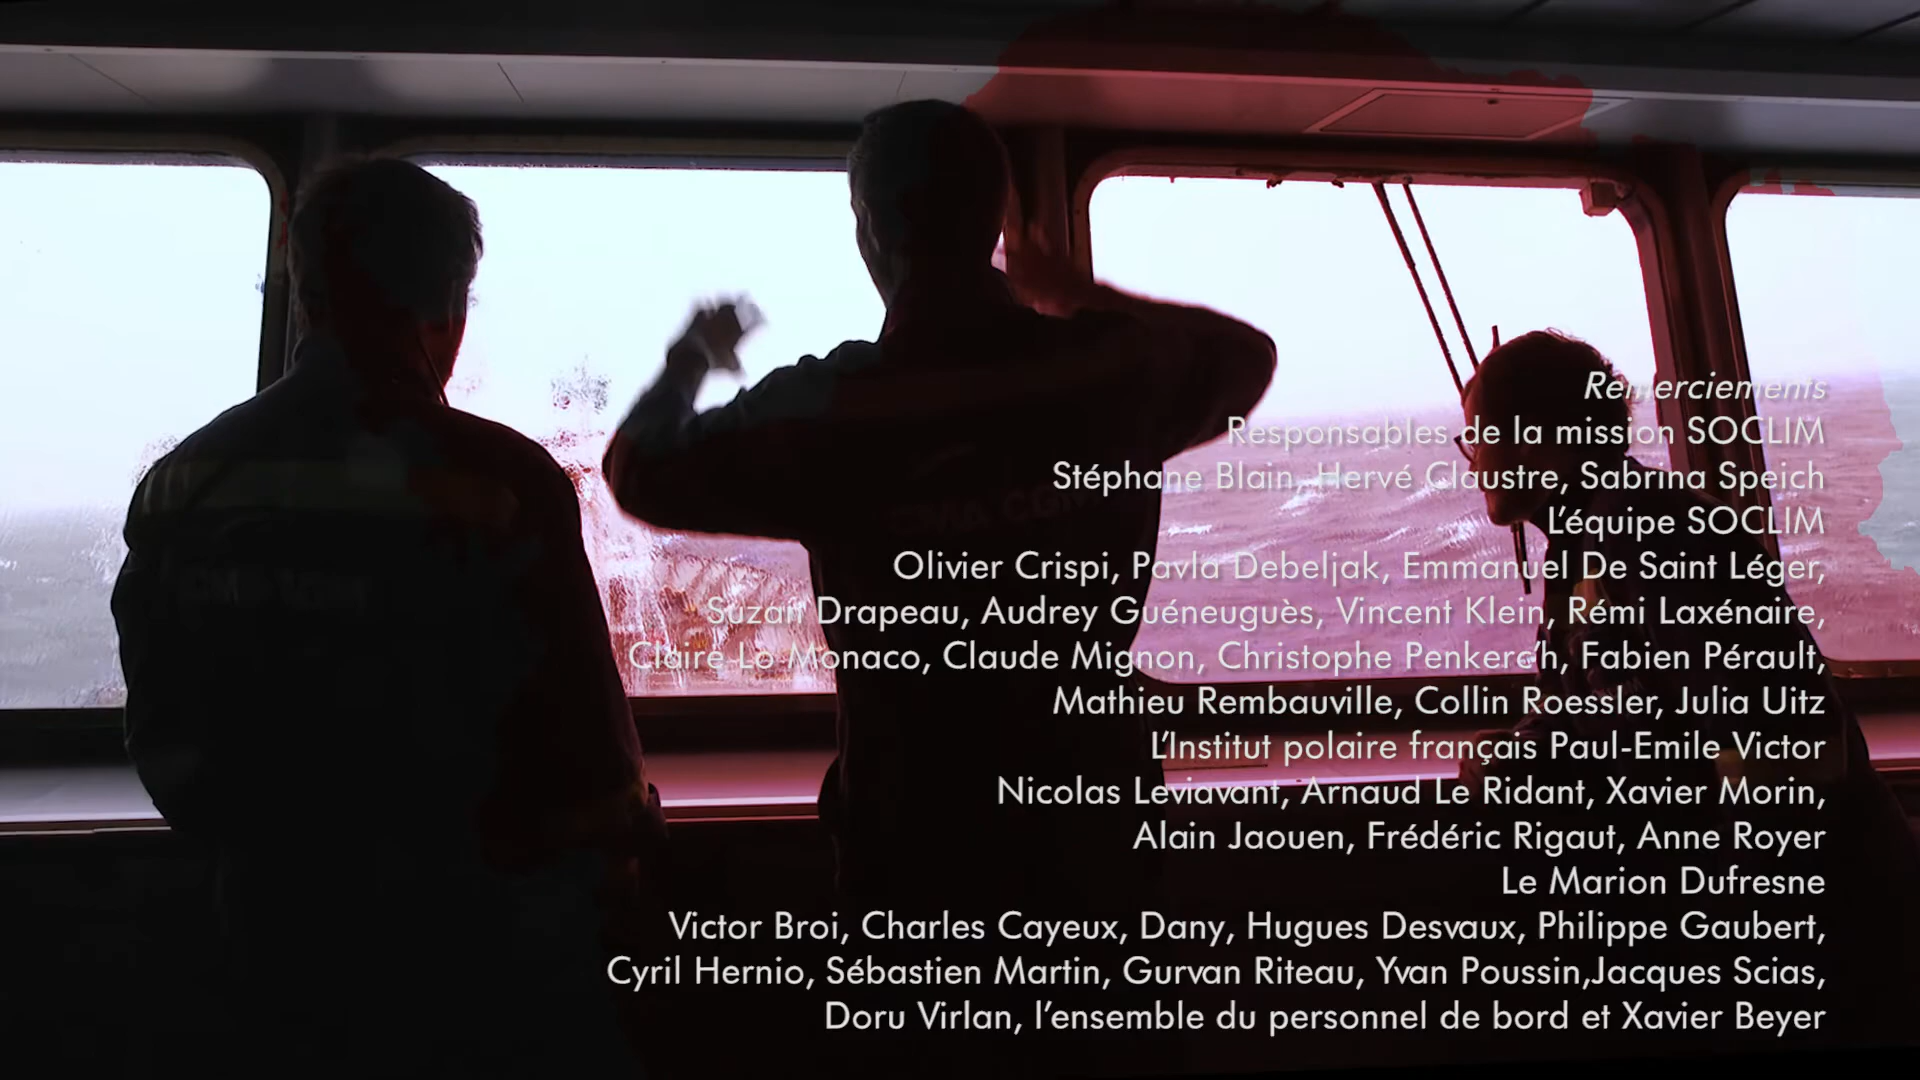 Remerciements
Responsables de la mission SOCLIM
Stéphane Blain, Hervé Claustre, Sabrina Speich
L'équipe SOCLIM
Olivier Crispi, Pavla Debeljak, Emmanuel De Saint Léger,
Suzan Drapeau, Audrey Guéneuguès, Vincent Klein, Rémi Laxénaire,
Claire Lo Monaco, Claude Mignon, Christophe Penkerc'h, Fabien Pérault,
Mathieu Rembauville, Collin Roessler, Julia Uitz
L'Institut polaire français Paul-Emile Victor
Nicolas Leviavant, Arnaud Le Ridant, Xavier Morin,
Alain Jaouen, Frédéric Rigaut, Anne Royer
Le Marion Dufresne
Victor Broi, Charles Cayeux, Dany, Hugues Desvaux, Philippe Gaubert,
Cyril Hernio, Sébastien Martin, Gurvan Riteau, Yvan Poussin,Jacques Scias,
Doru Virlan, l'ensemble du personnel de bord et Xavier Beyer
CMA CGM